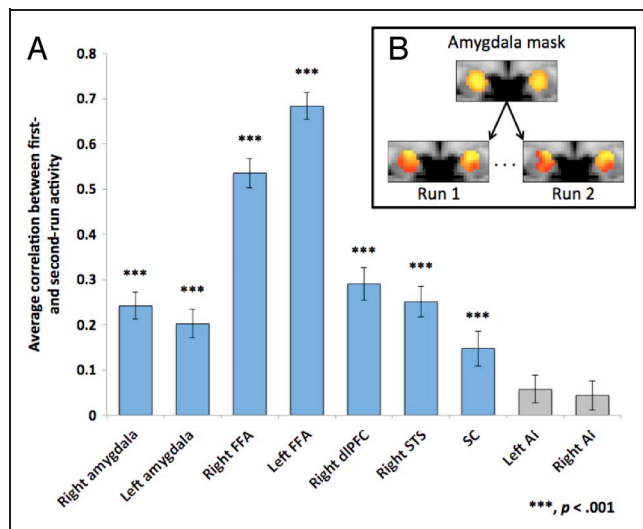 A
B
Amygdala mask
Run 1
. . .
Run 2
Average correlation between first-
and second-run activity
0.8
0.7
0.6
0.5
0.4
0.3
0.2
0.1
0
***
***
***
***
***
***
***
Right amygdala
Left amygdala
Right FFA
Left FFA
Right dlPFC
Right STS
SC
Left AI
Right AI
***, p < .001